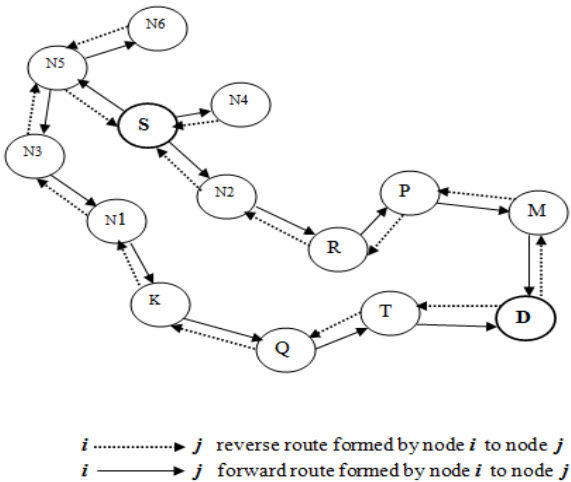 N6
N5
N4
S
N3
N2
P
M
N1
R
K
T
D
Q
i j reverse route formed by node i to node j
i j forward route formed by node i to node j